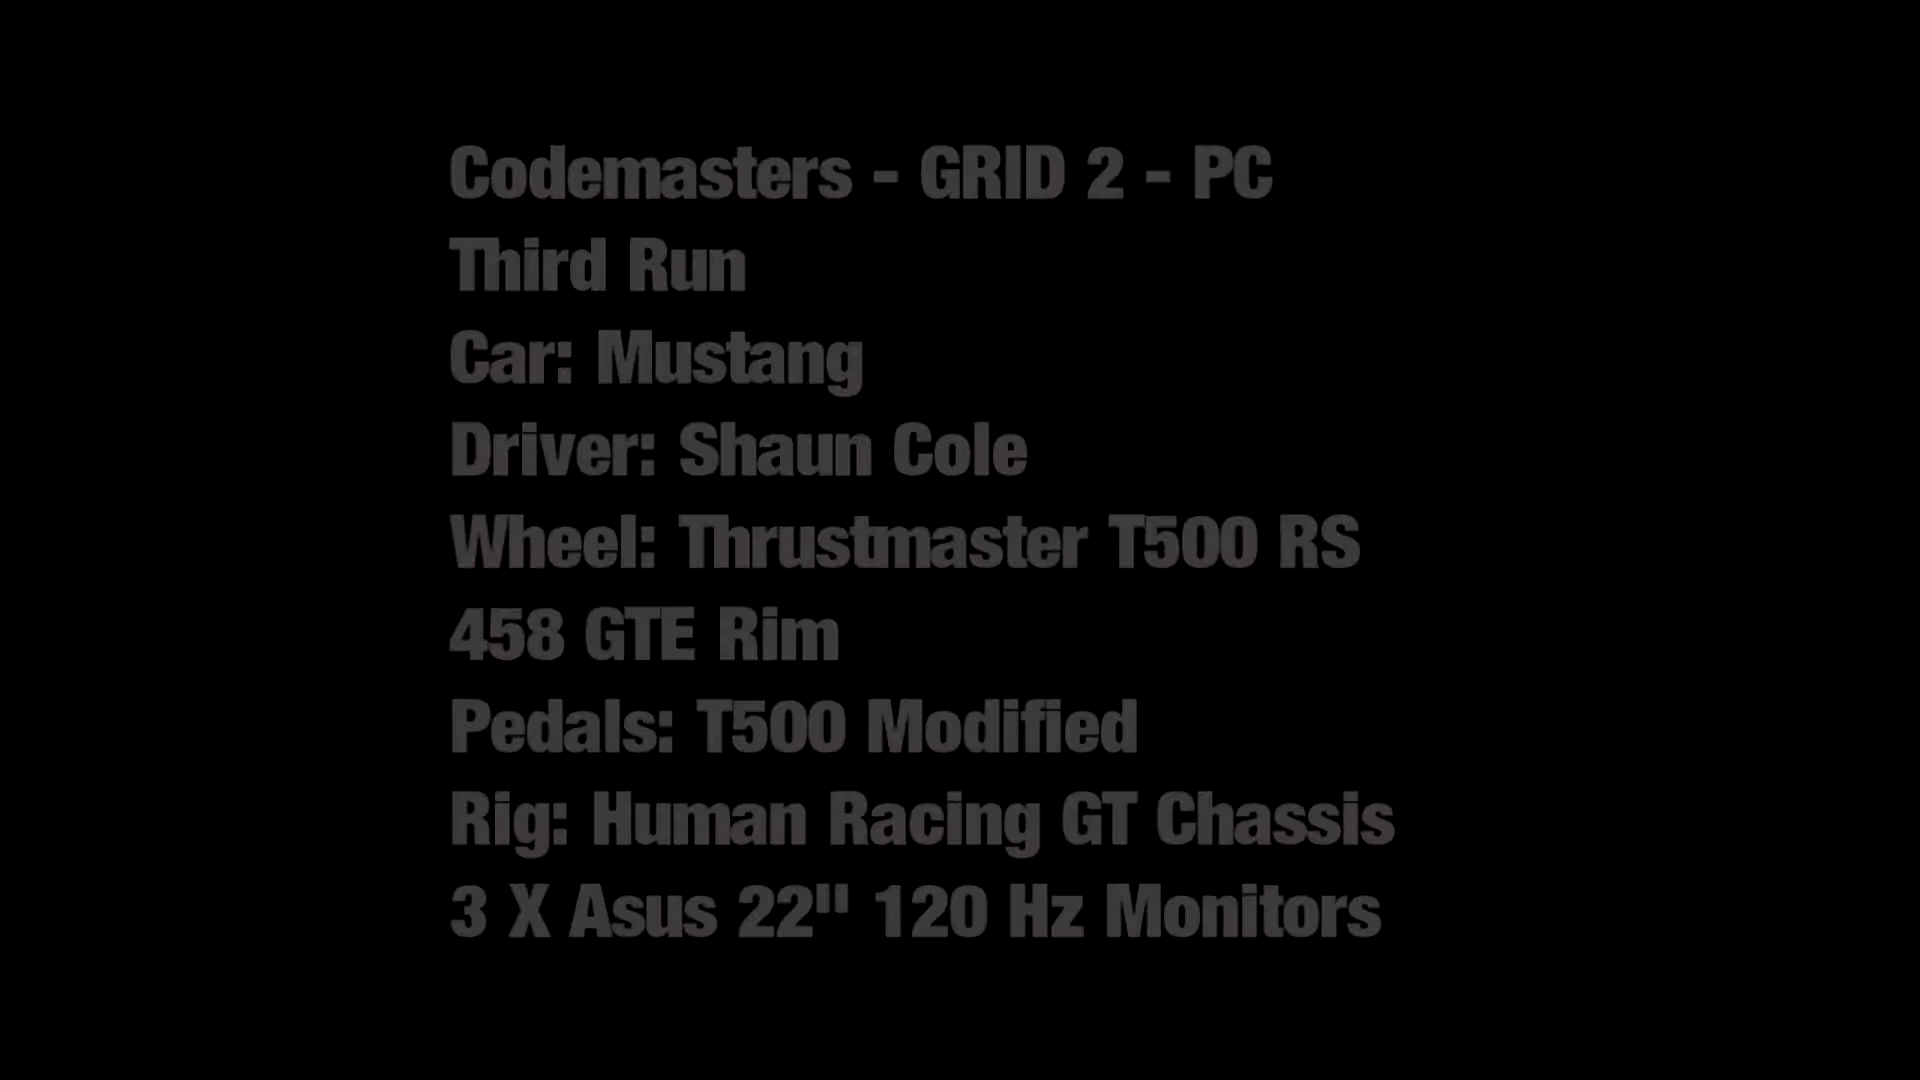 Codemasters - GRID 2 - PC
Third Run
Car: Mustang
Driver: Shaun Cole
Wheel: Thrustmaster T500 RS
458 GTE Rim
Pedals: T500 Modified
Rig: Human Racing GT Chassis
3 X Asus 22" 120 Hz Monitors